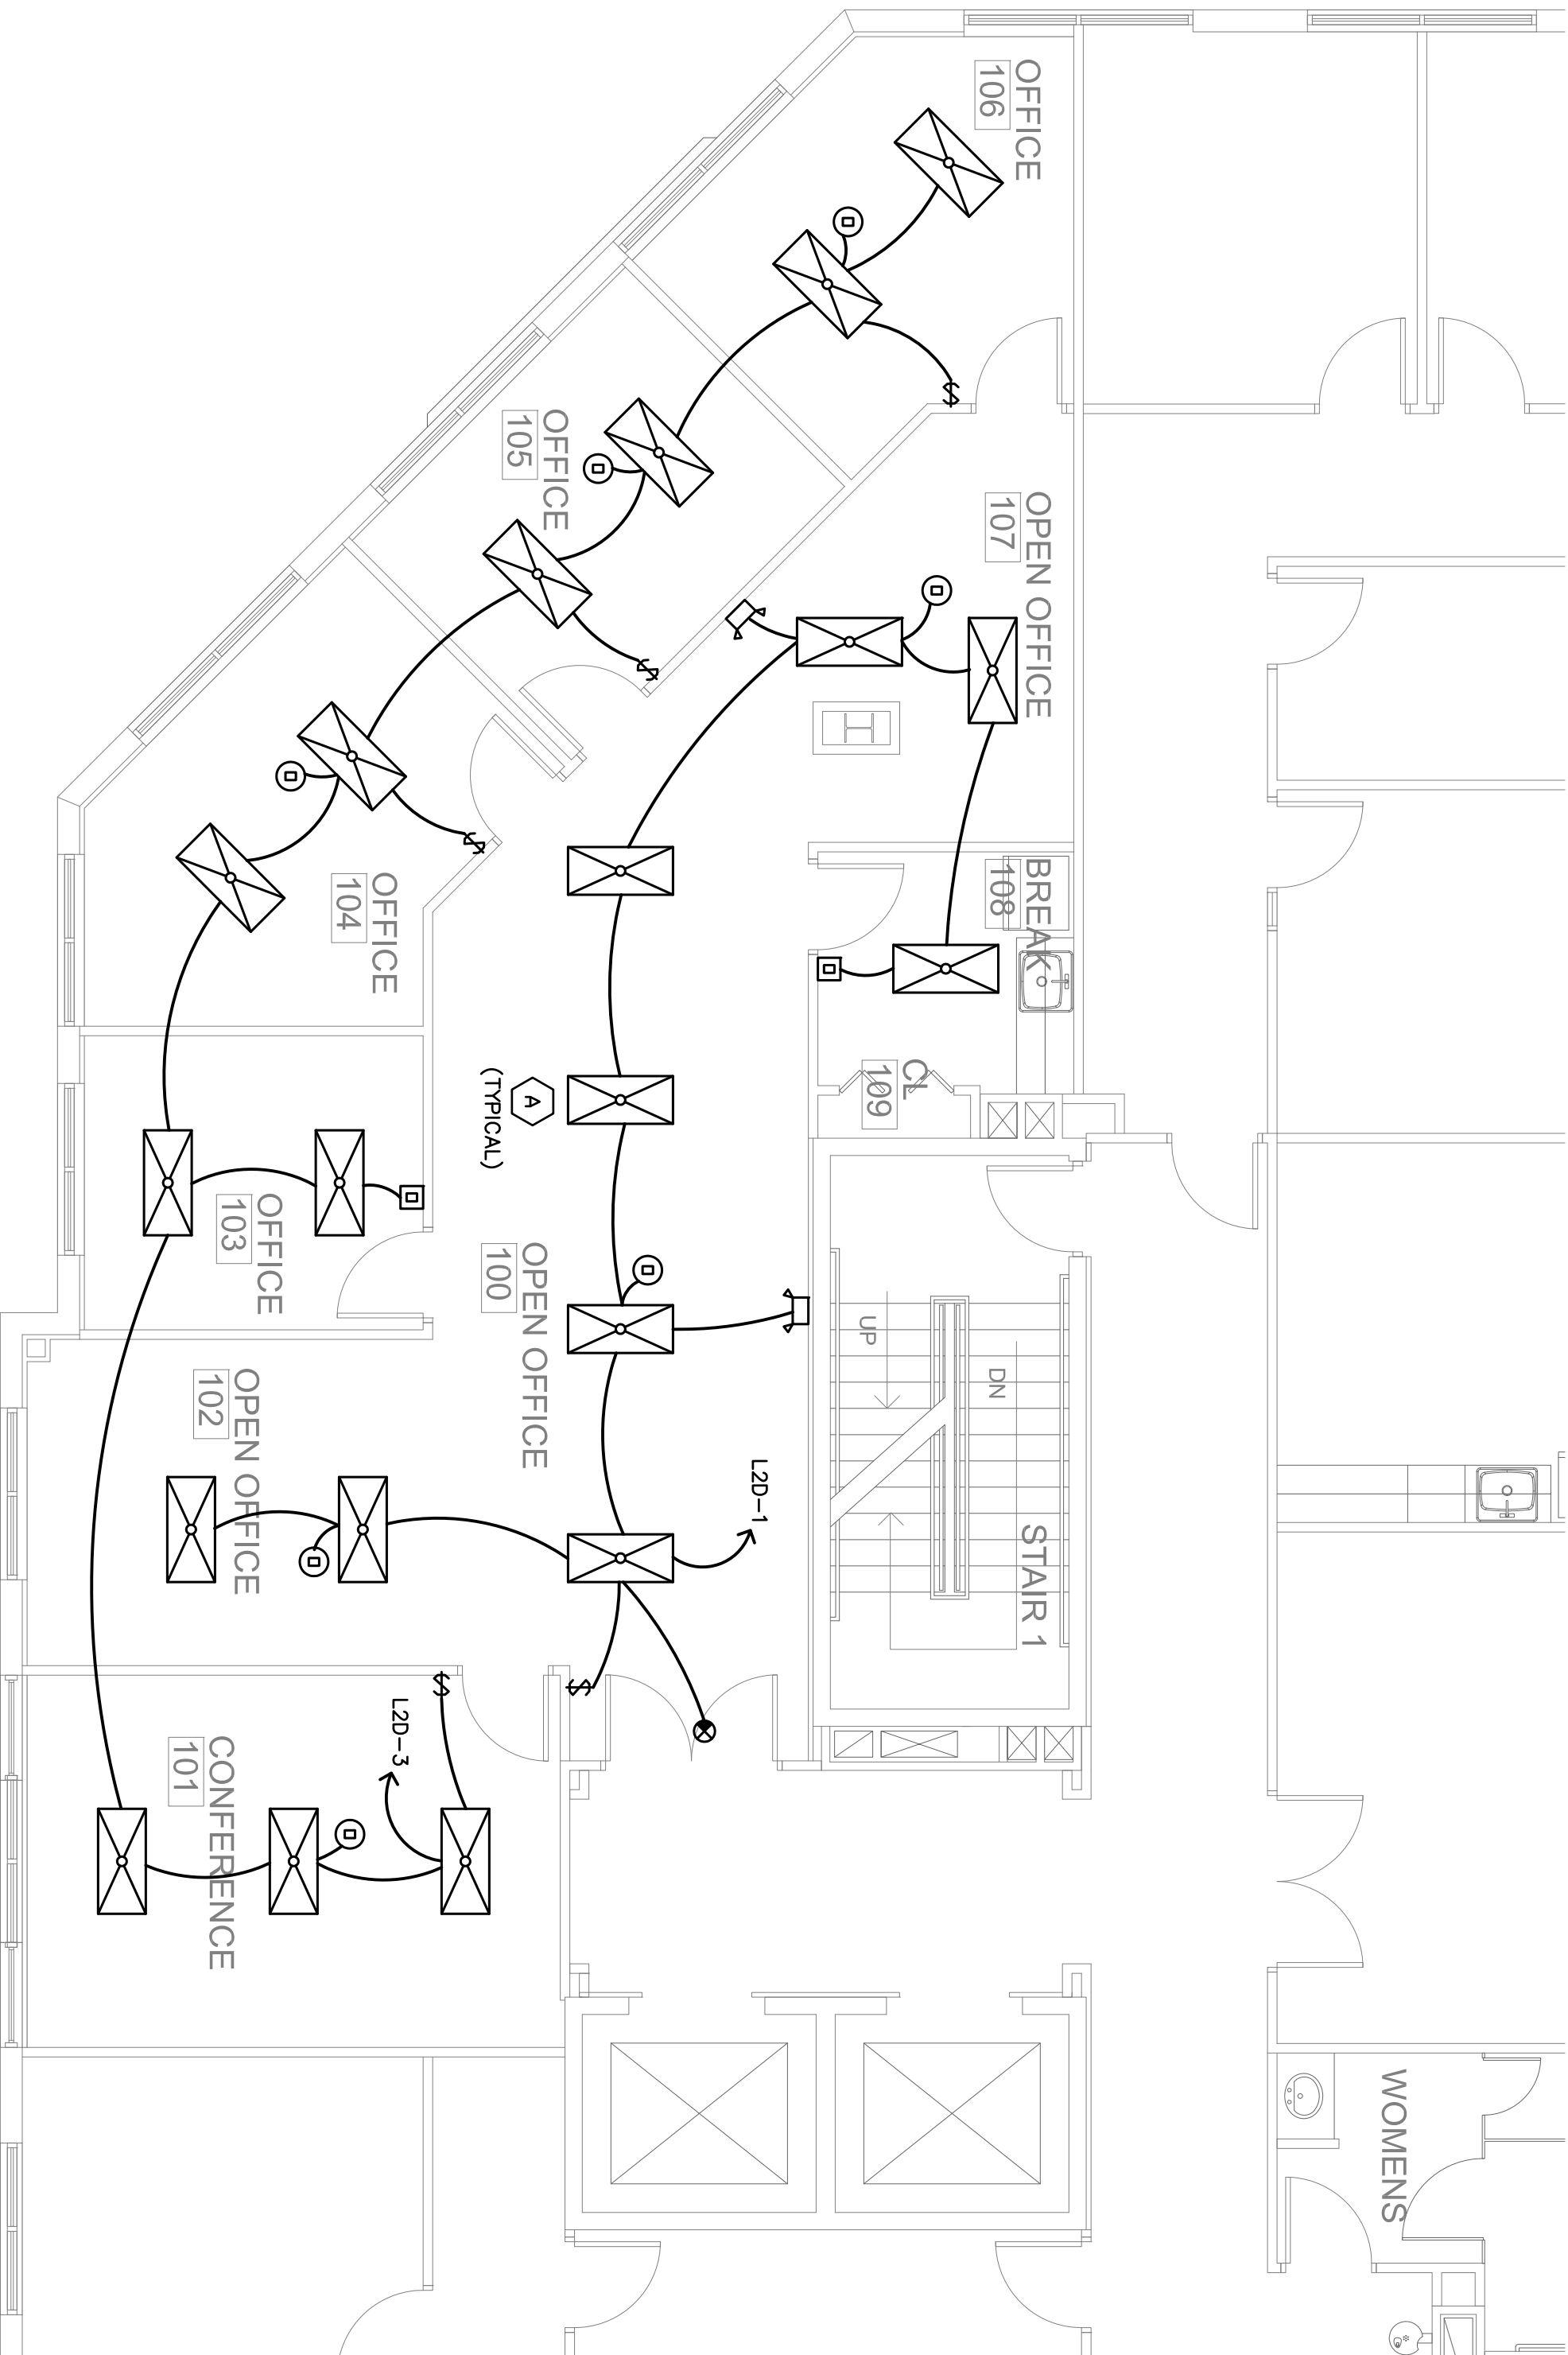 OFFICE
106
OFFICE
105
OPEN OFFICE
107
H
BREAK
108
OFFICE
104
CL
109
A
(TYPICAL)
OFFICE
103
OPEN OFFICE
100
UP
DN
STAIR 1
OPEN OFFICE
102
L2D-1
L2D-3
CONFERENCE
101
WOMENS
$
$
$
$
$